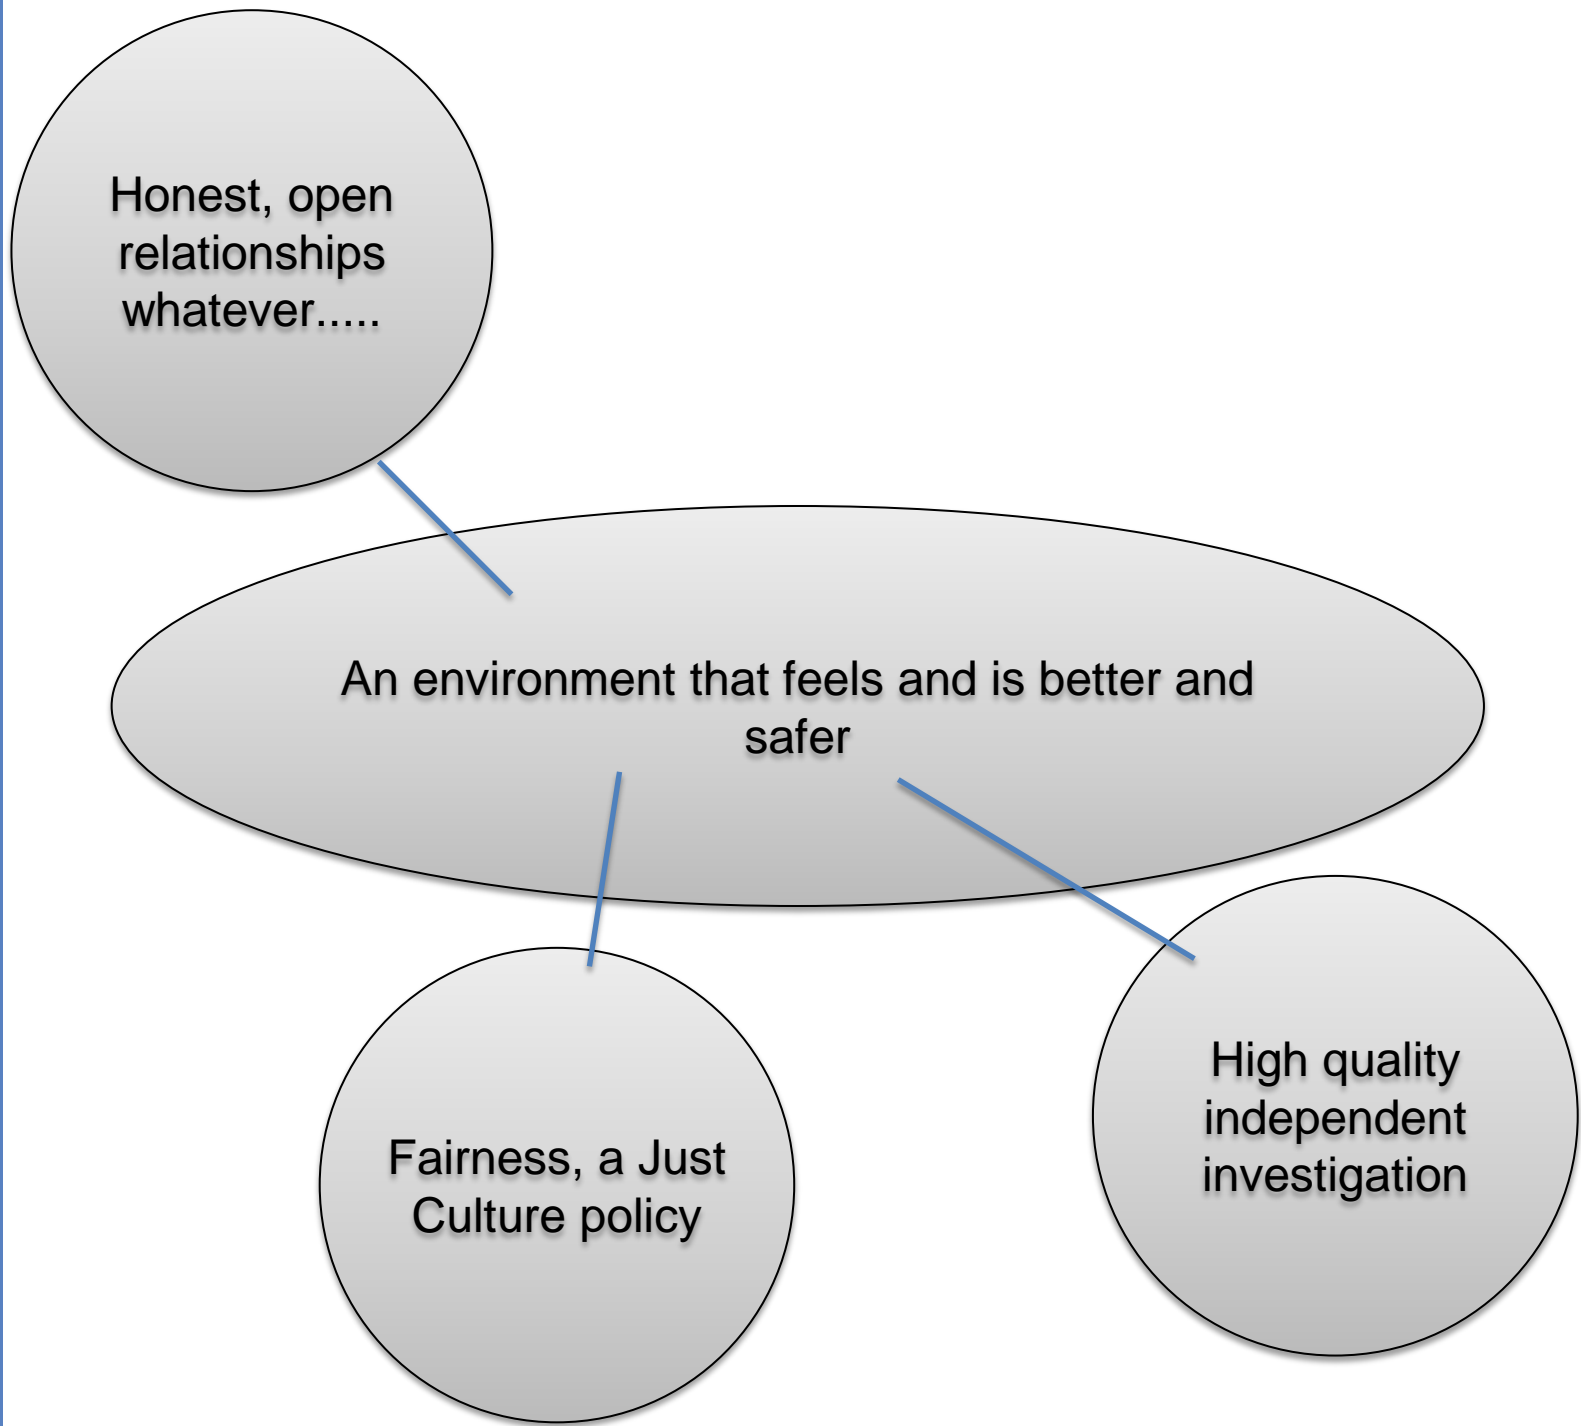 Honest, open
relationships
whatever.....
An environment that feels and is better and
safer
Fairness, a Just
Culture policy
High quality
independent
investigation